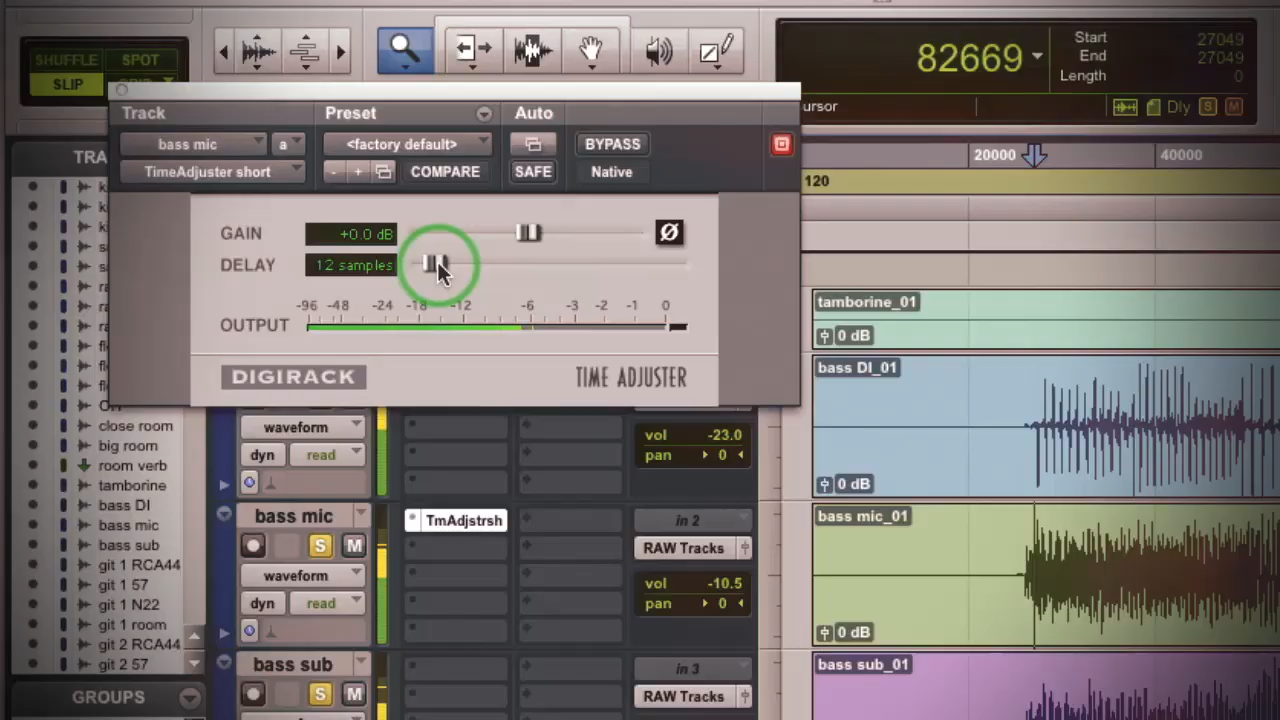 SHUFFLE SPOT
SLIP
82669
Start 27049
End 27049
Length 0
Dly S M
Track Preset Auto
bass mic a <factory default> BYPASS
TimeAdjuster short - + COMPARE SAFE Native
20000 40000
120
GAIN +0.0 dB Ø
DELAY 12 samples
-96 -48 -24 -18 -12 -6 -3 -2 -1 0
OUTPUT
DIGIRACK TIME ADJUSTER
close room
big room
room verb
tamborine
bass DI
bass mic
bass sub
git 1 RCA44
git 1 57
git 1 N22
git 1 room
git 2 RCA44
git 2 57
GROUPS
waveform
dyn read
vol -23.0
pan 0
bass mic
S M
waveform
dyn read
TmAdjstrsh
in 2
RAW Tracks
vol -10.5
pan 0
bass sub
S M
in 3
RAW Tracks
tamborine_01
0 dB
bass DI_01
0 dB
bass mic_01
0 dB
bass sub_01